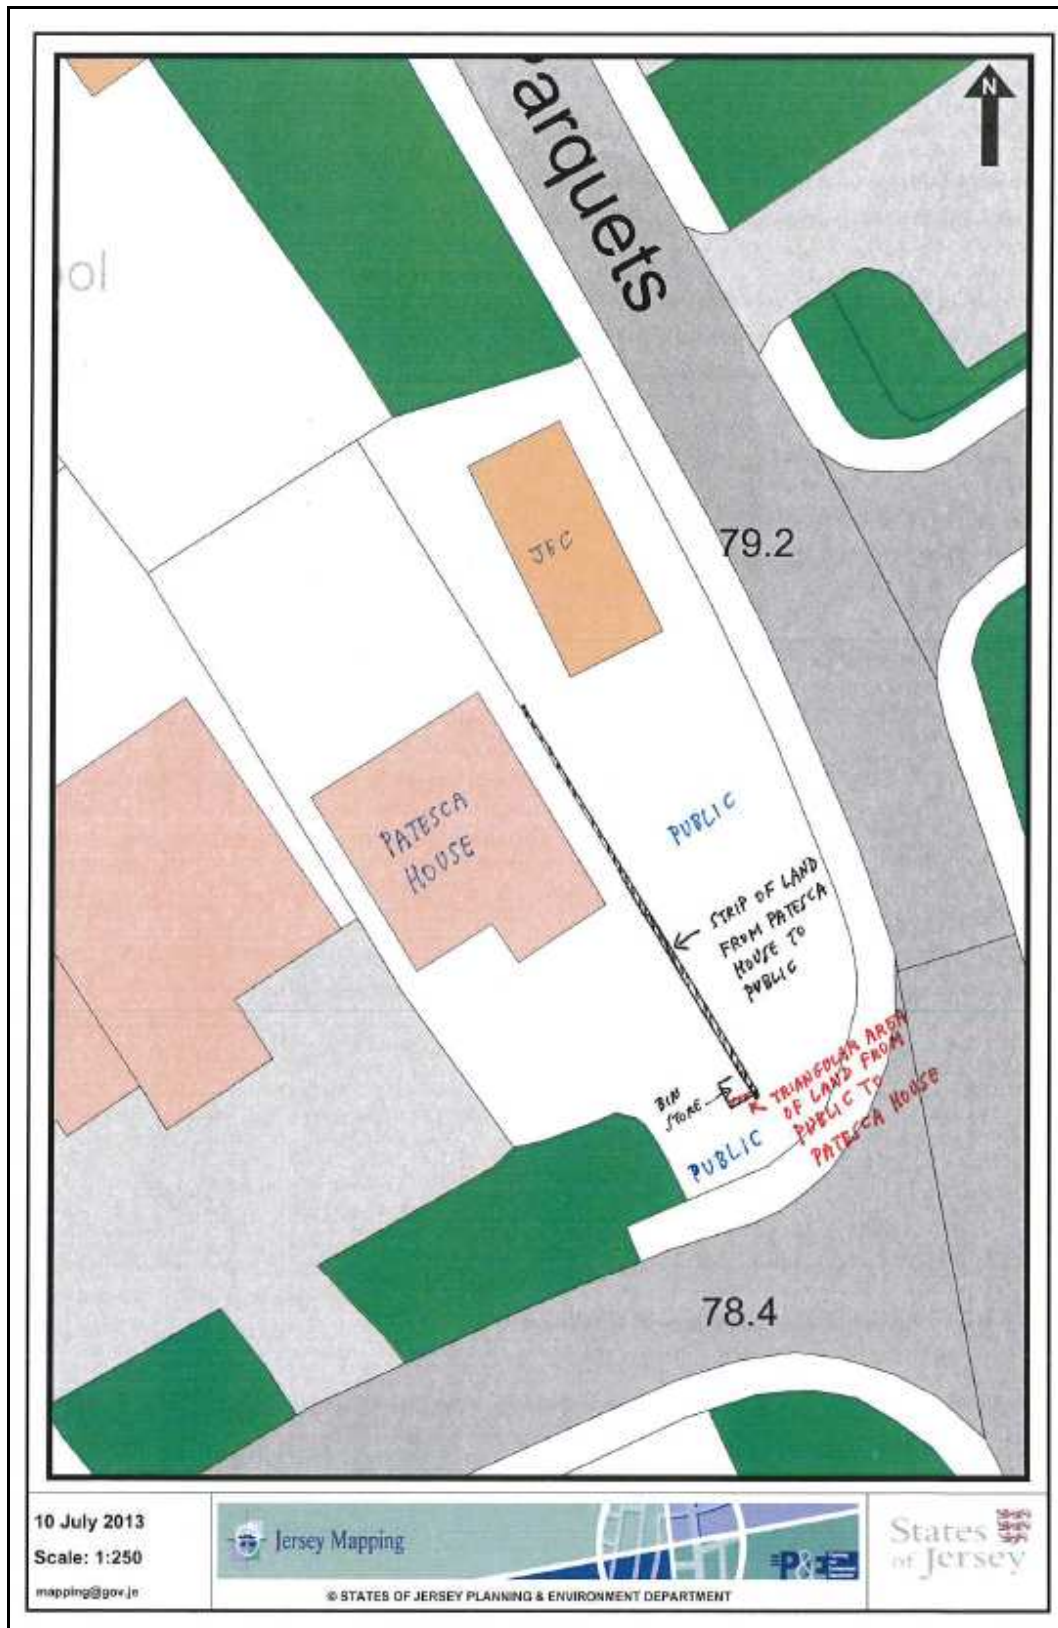 N
Parquets
ool
JEC
79.2
PATESCA
HOUSE
PUBLIC
STRIP OF LAND
FROM PATESCA
HOUSE TO
PUBLIC
BIN
STORE
TRIANGULAR AREA
OF LAND FROM
PUBLIC TO
PATESCA HOUSE
PUBLIC
78.4
10 July 2013
Scale: 1:250
mapping@gov.je
Jersey Mapping
P&E
© STATES OF JERSEY PLANNING & ENVIRONMENT DEPARTMENT
States
of Jersey